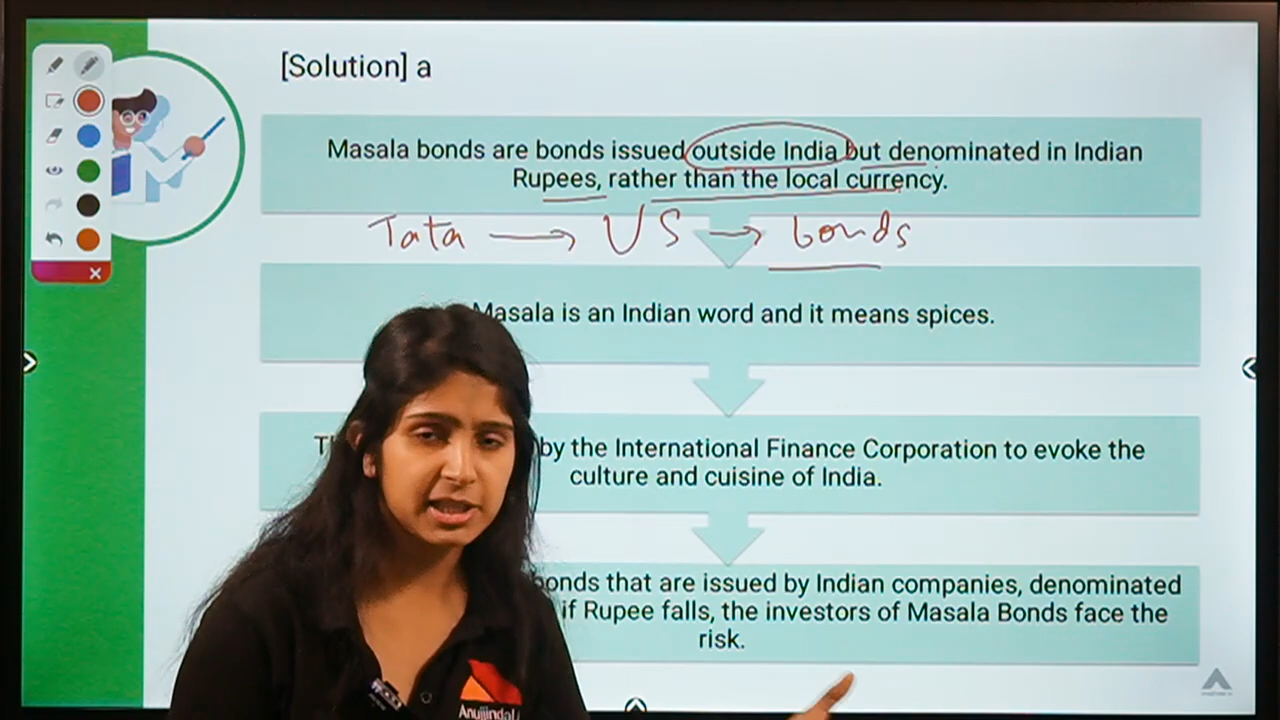 [Solution] a
Masala bonds are bonds issued outside India but denominated in Indian
Rupees, rather than the local currency.
Tata → US → bonds
Masala is an Indian word and it means spices.
by the International Finance Corporation to evoke the
culture and cuisine of India.
bonds that are issued by Indian companies, denominated
if Rupee falls, the investors of Masala Bonds face the
risk.